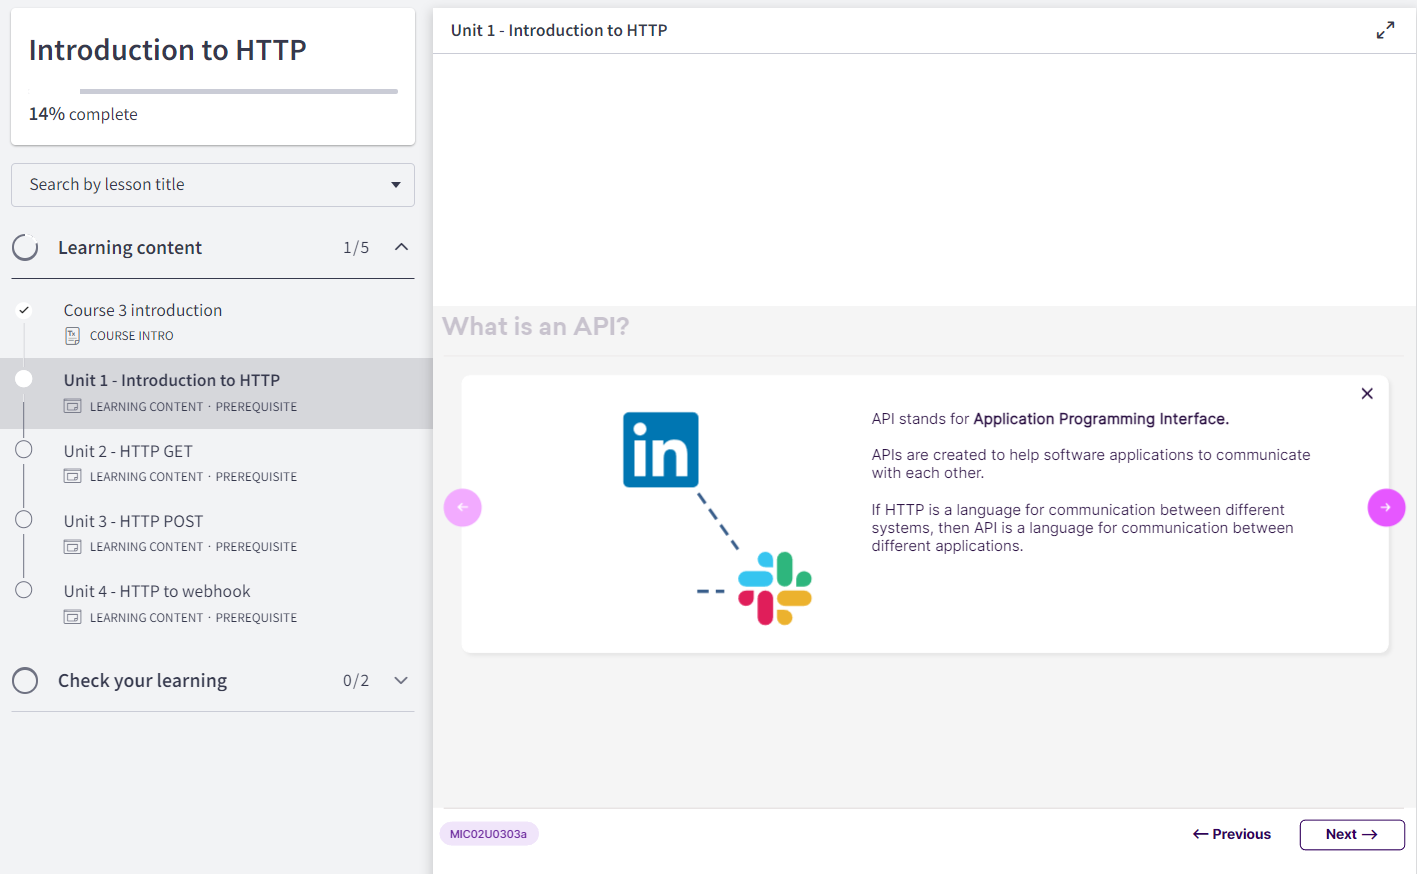 Introduction to HTTP
14% complete
Search by lesson title
Learning content 1/5
Course 3 introduction
COURSE INTRO
Unit 1 - Introduction to HTTP
LEARNING CONTENT · PREREQUISITE
Unit 2 - HTTP GET
LEARNING CONTENT · PREREQUISITE
Unit 3 - HTTP POST
LEARNING CONTENT · PREREQUISITE
Unit 4 - HTTP to webhook
LEARNING CONTENT · PREREQUISITE
Check your learning 0/2
Unit 1 - Introduction to HTTP
What is an API?
in
API stands for Application Programming Interface.
APIs are created to help software applications to communicate
with each other.
If HTTP is a language for communication between different
systems, then API is a language for communication between
different applications.
MIC02U0303a
← Previous
Next →